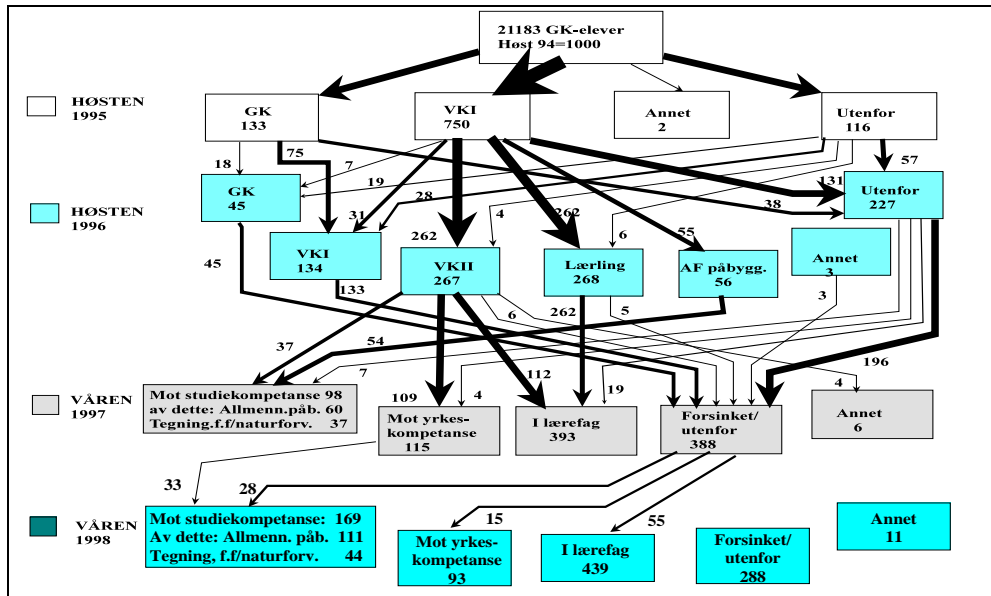 21183 GK-elever
Høst 94=1000
HØSTEN
1995
GK
133
VKI
750
Annet
2
Utenfor
116
18
75
7
19
28
4
262
6
55
131
38
57
31
HØSTEN
1996
GK
45
Utenfor
227
VKI
134
262
VKII
267
Lærling
268
AF påbygg.
56
Annet
3
45
133
6
262
5
3
37
54
7
112
19
196
4
109
4
VÅREN
1997
Mot studiekompetanse 98
av dette: Allmenn.påb. 60
Tegning.f.f/naturforv. 37
Mot yrkes-
kompetanse
115
I lærefag
393
Forsinket/
utenfor
388
Annet
6
33
28
15
55
VÅREN
1998
Mot studiekompetanse: 169
Av dette: Allmenn. påb. 111
Tegning, f.f/naturforv. 44
Mot yrkes-
kompetanse
93
I lærefag
439
Forsinket/
utenfor
288
Annet
11